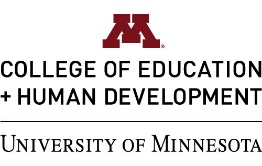 M
COLLEGE OF EDUCATION
+ HUMAN DEVELOPMENT
UNIVERSITY OF MINNESOTA